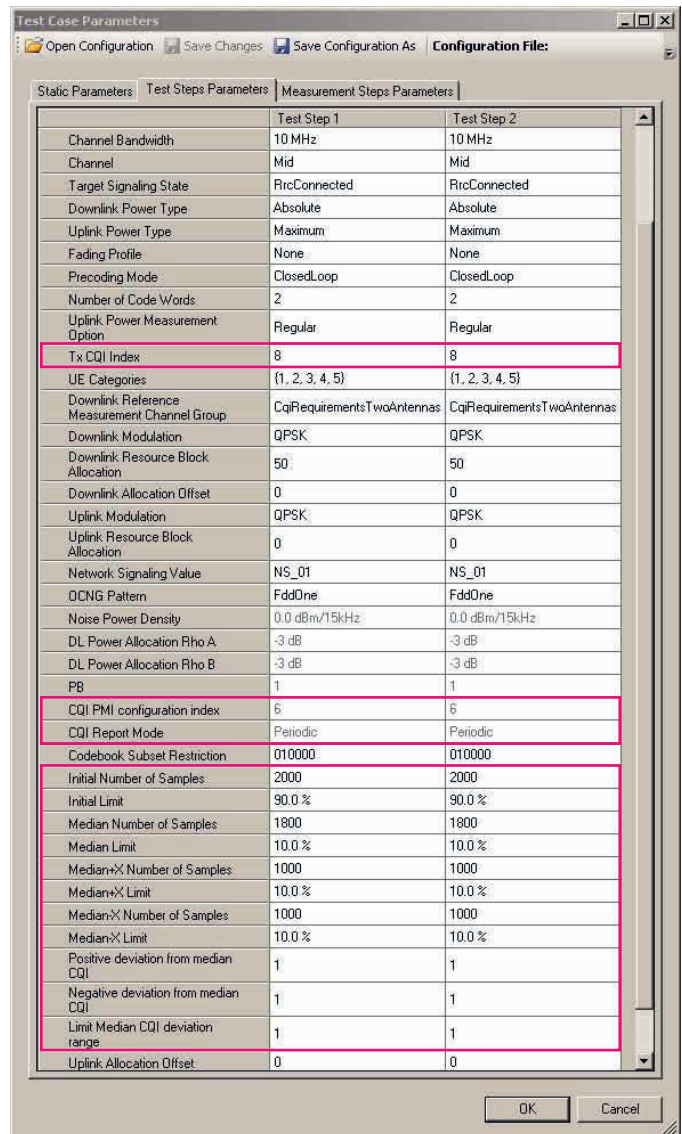 Test Case Parameters
Open Configuration Save Changes Save Configuration As Configuration File:
Static Parameters Test Steps Parameters Measurement Steps Parameters
Test Step 1 Test Step 2
Channel Bandwidth 10 MHz 10 MHz
Channel Mid Mid
Target Signaling State RrcConnected RrcConnected
Downlink Power Type Absolute Absolute
Uplink Power Type Maximum Maximum
Fading Profile None None
Precoding Mode ClosedLoop ClosedLoop
Number of Code Words 2 2
Uplink Power Measurement
Option Regular Regular
Tx CQI Index 8 8
UE Categories {1, 2, 3, 4, 5} {1, 2, 3, 4, 5}
Downlink Reference
Measurement Channel Group CqiRequirementsTwoAntennas CqiRequirementsTwoAntennas
Downlink Modulation QPSK QPSK
Downlink Resource Block
Allocation 50 50
Downlink Allocation Offset 0 0
Uplink Modulation QPSK QPSK
Uplink Resource Block
Allocation 0 0
Network Signaling Value NS_01 NS_01
OCNG Pattern FddOne FddOne
Noise Power Density 0.0 dBm/15kHz 0.0 dBm/15kHz
DL Power Allocation Rho A -3 dB -3 dB
DL Power Allocation Rho B -3 dB -3 dB
PB 1 1
CQI PMI configuration index 6 6
CQI Report Mode Periodic Periodic
Codebook Subset Restriction 010000 010000
Initial Number of Samples 2000 2000
Initial Limit 90.0 % 90.0 %
Median Number of Samples 1800 1800
Median Limit 10.0 % 10.0 %
Median+X Number of Samples 1000 1000
Median+X Limit 10.0 % 10.0 %
Median-X Number of Samples 1000 1000
Median-X Limit 10.0 % 10.0 %
Positive deviation from median
CQI 1 1
Negative deviation from median
CQI 1 1
Limit Median CQI deviation
range 1 1
Uplink Allocation Offset 0 0
OK Cancel